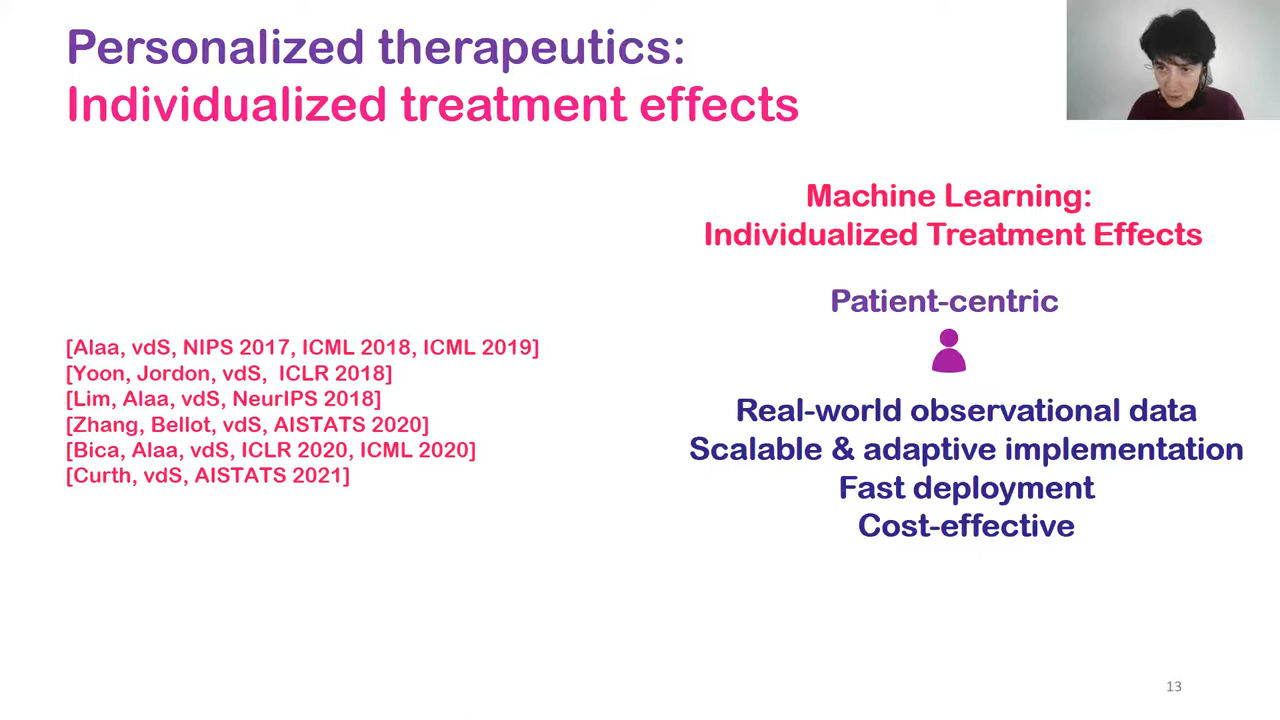 Personalized therapeutics:
Individualized treatment effects
Machine Learning:
Individualized Treatment Effects
Patient-centric
[Alaa, vdS, NIPS 2017, ICML 2018, ICML 2019]
[Yoon, Jordon, vdS, ICLR 2018]
[Lim, Alaa, vdS, NeurIPS 2018]
[Zhang, Bellot, vdS, AISTATS 2020]
[Bica, Alaa, vdS, ICLR 2020, ICML 2020]
[Curth, vdS, AISTATS 2021]
Real-world observational data
Scalable & adaptive implementation
Fast deployment
Cost-effective
13